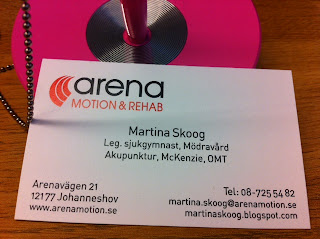 arena
MOTION & REHAB
Martina Skoog
Leg. sjukgymnast, Mödravård
Akupunktur, McKenzie, OMT
Arenavägen 21
12177 Johanneshov
www.arenamotion.se
Tel: 08-725 54 82
martina.skoog@arenamotion.se
martinaskoog.blogspot.com